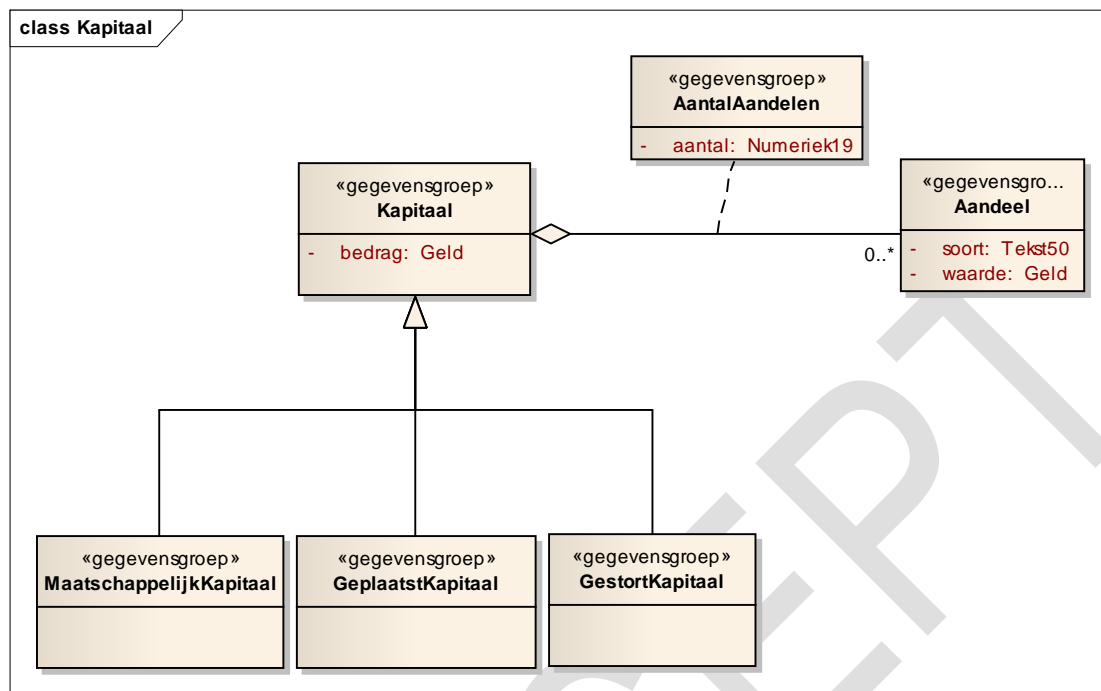 class Kapitaal
«gegevensgroep»
AantalAandelen
- aantal: Numeriek19
«gegevensgroep»
Kapitaal
- bedrag: Geld
«gegevensgro...
Aandeel
- soort: Tekst50
- waarde: Geld
0..*
«gegevensgroep»
MaatschappelijkKapitaal
«gegevensgroep»
GeplaatstKapitaal
«gegevensgroep»
GestortKapitaal
CEPT